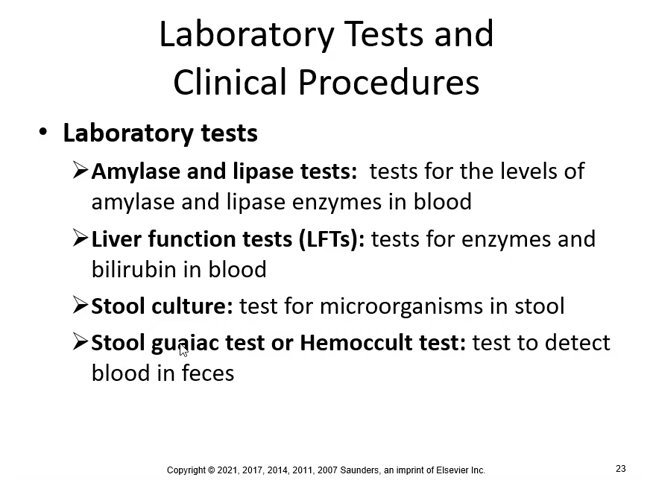 Laboratory Tests and
Clinical Procedures
• Laboratory tests
➢Amylase and lipase tests:  tests for the levels of
amylase and lipase enzymes in blood
➢Liver function tests (LFTs): tests for enzymes and
bilirubin in blood
➢Stool culture: test for microorganisms in stool
➢Stool guaiac test or Hemoccult test: test to detect
blood in feces
Copyright © 2021, 2017, 2014, 2011, 2007 Saunders, an imprint of Elsevier Inc.
23